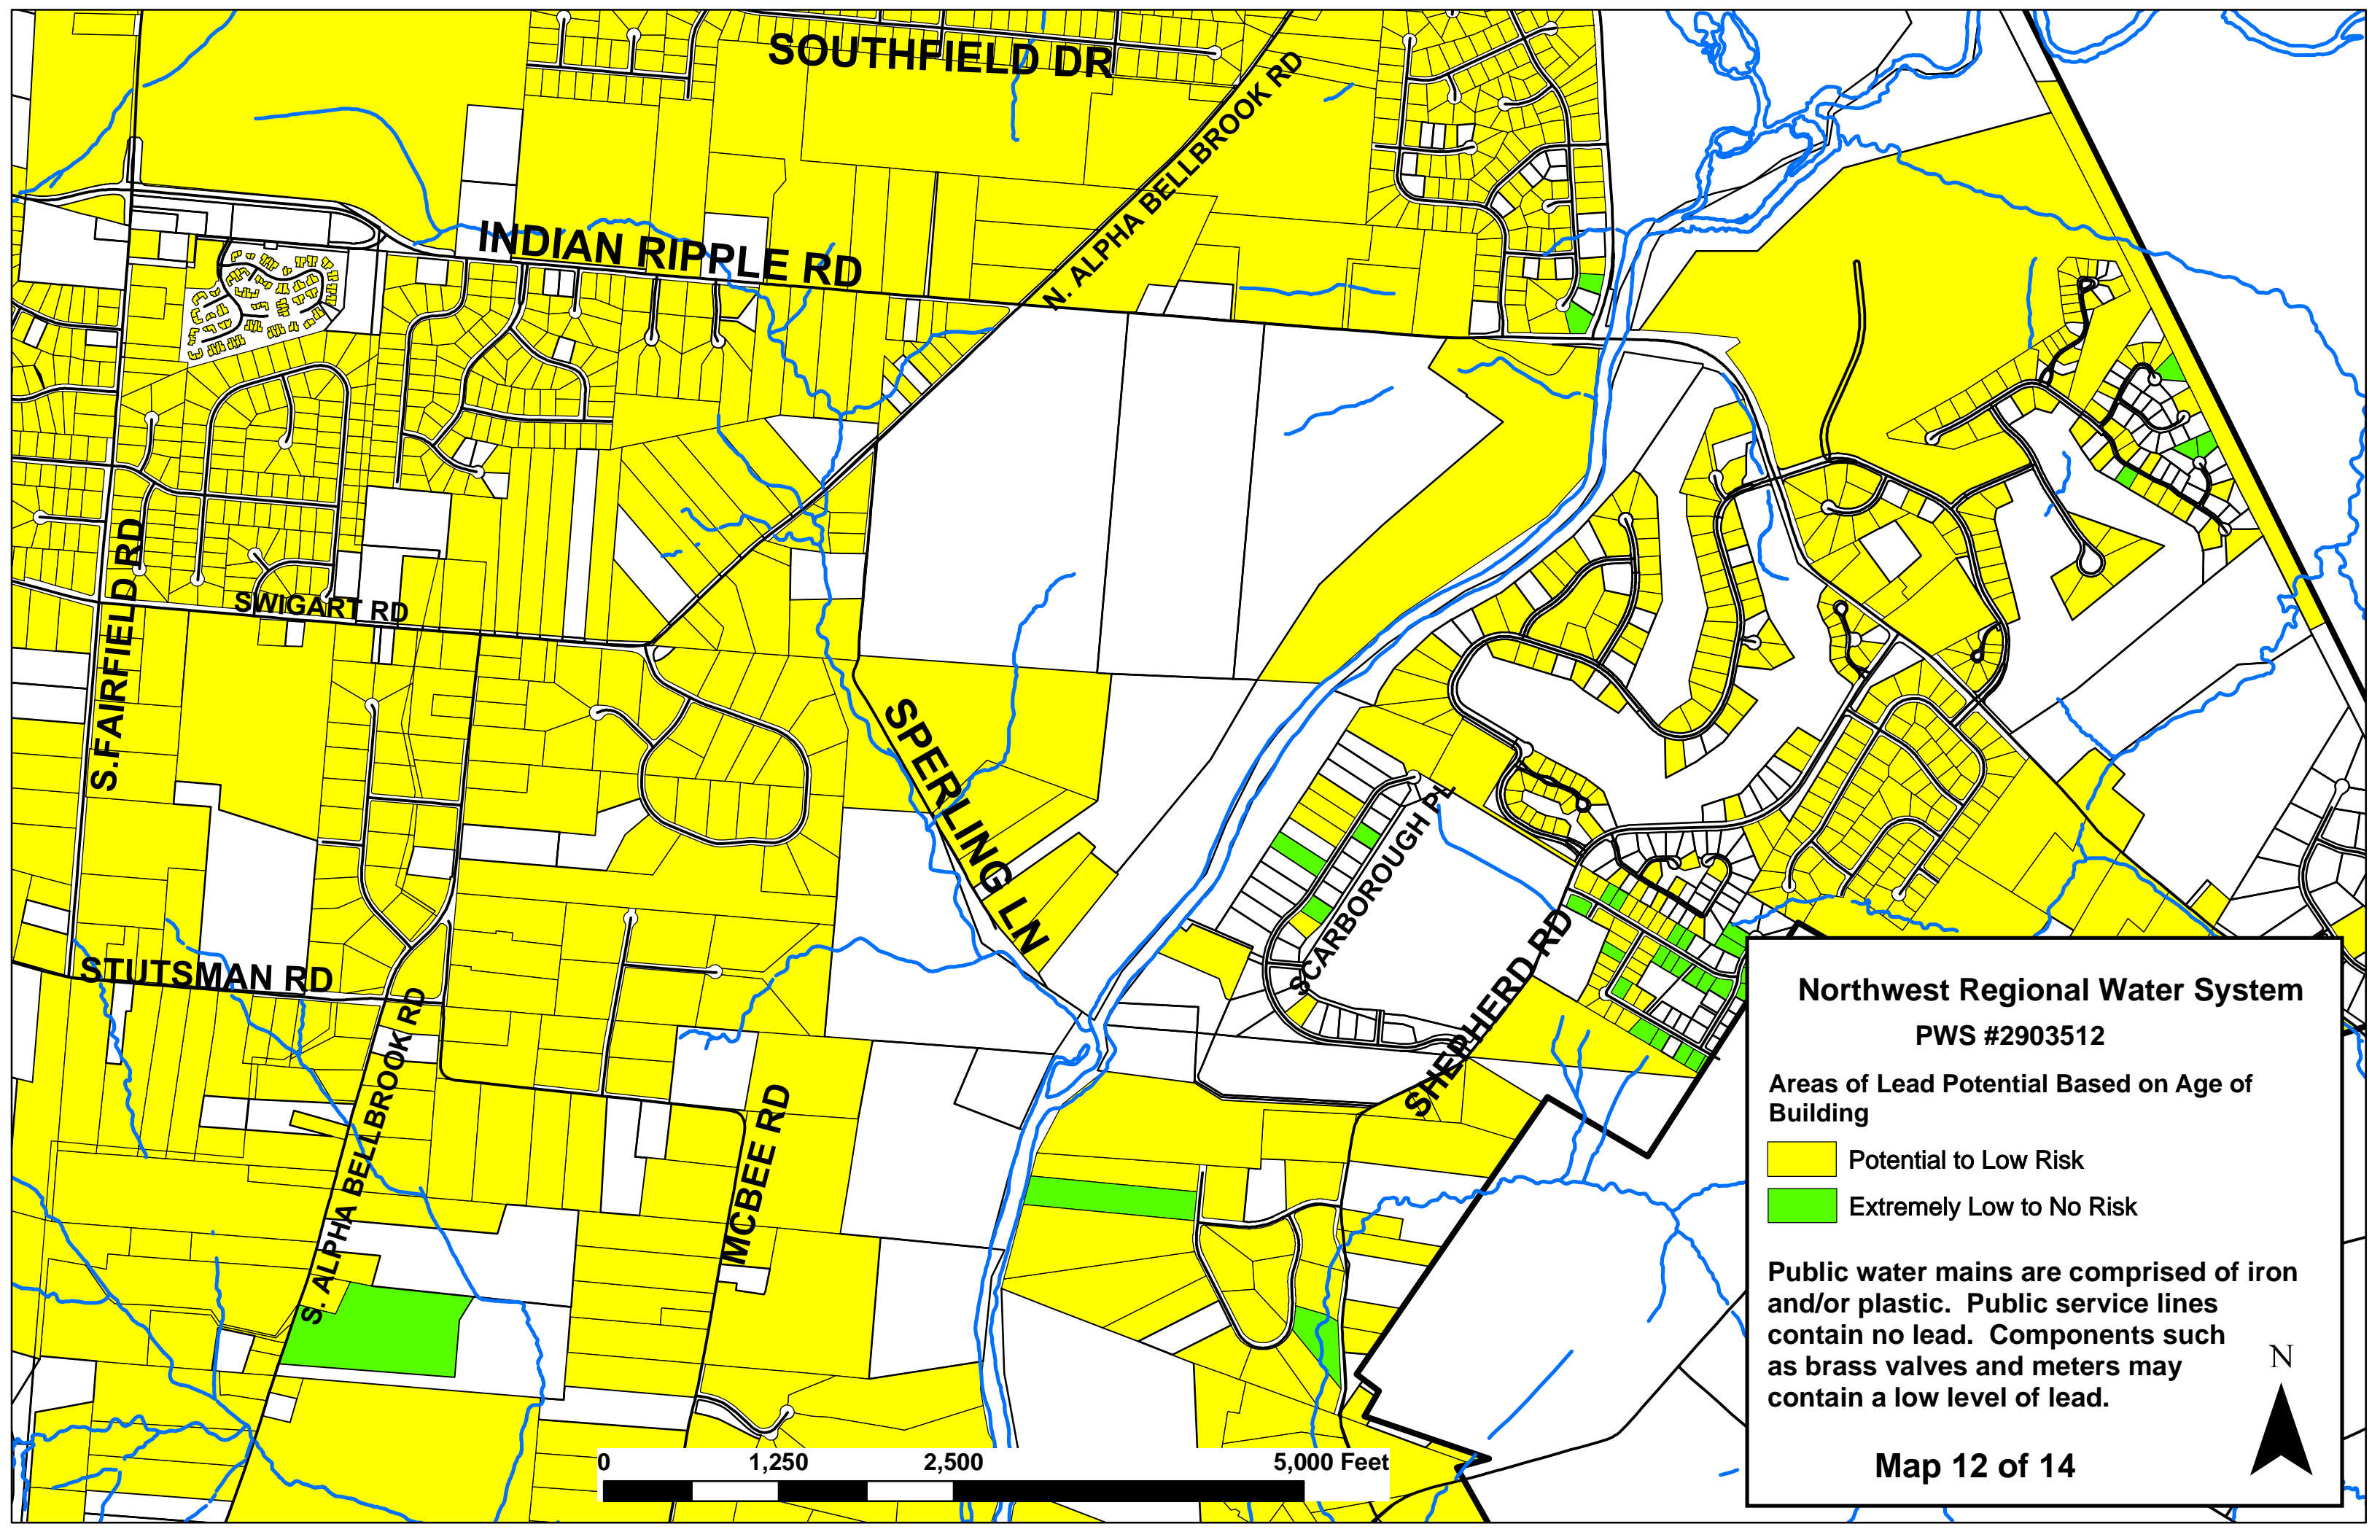 SOUTHFIELD DR
N. ALPHA BELLBROOK RD
INDIAN RIPPLE RD
SWIGART RD
S.FAIRFIELD RD
SPERLING LN
SCARBOROUGH PL
SHEPHERD RD
STUTSMAN RD
S. ALPHA BELLBROOK RD
MCBEE RD
Northwest Regional Water System
PWS #2903512
Areas of Lead Potential Based on Age of
Building
Potential to Low Risk
Extremely Low to No Risk
Public water mains are comprised of iron
and/or plastic.  Public service lines
contain no lead.  Components such
as brass valves and meters may
contain a low level of lead.
N
Map 12 of 14
0 1,250 2,500 5,000 Feet